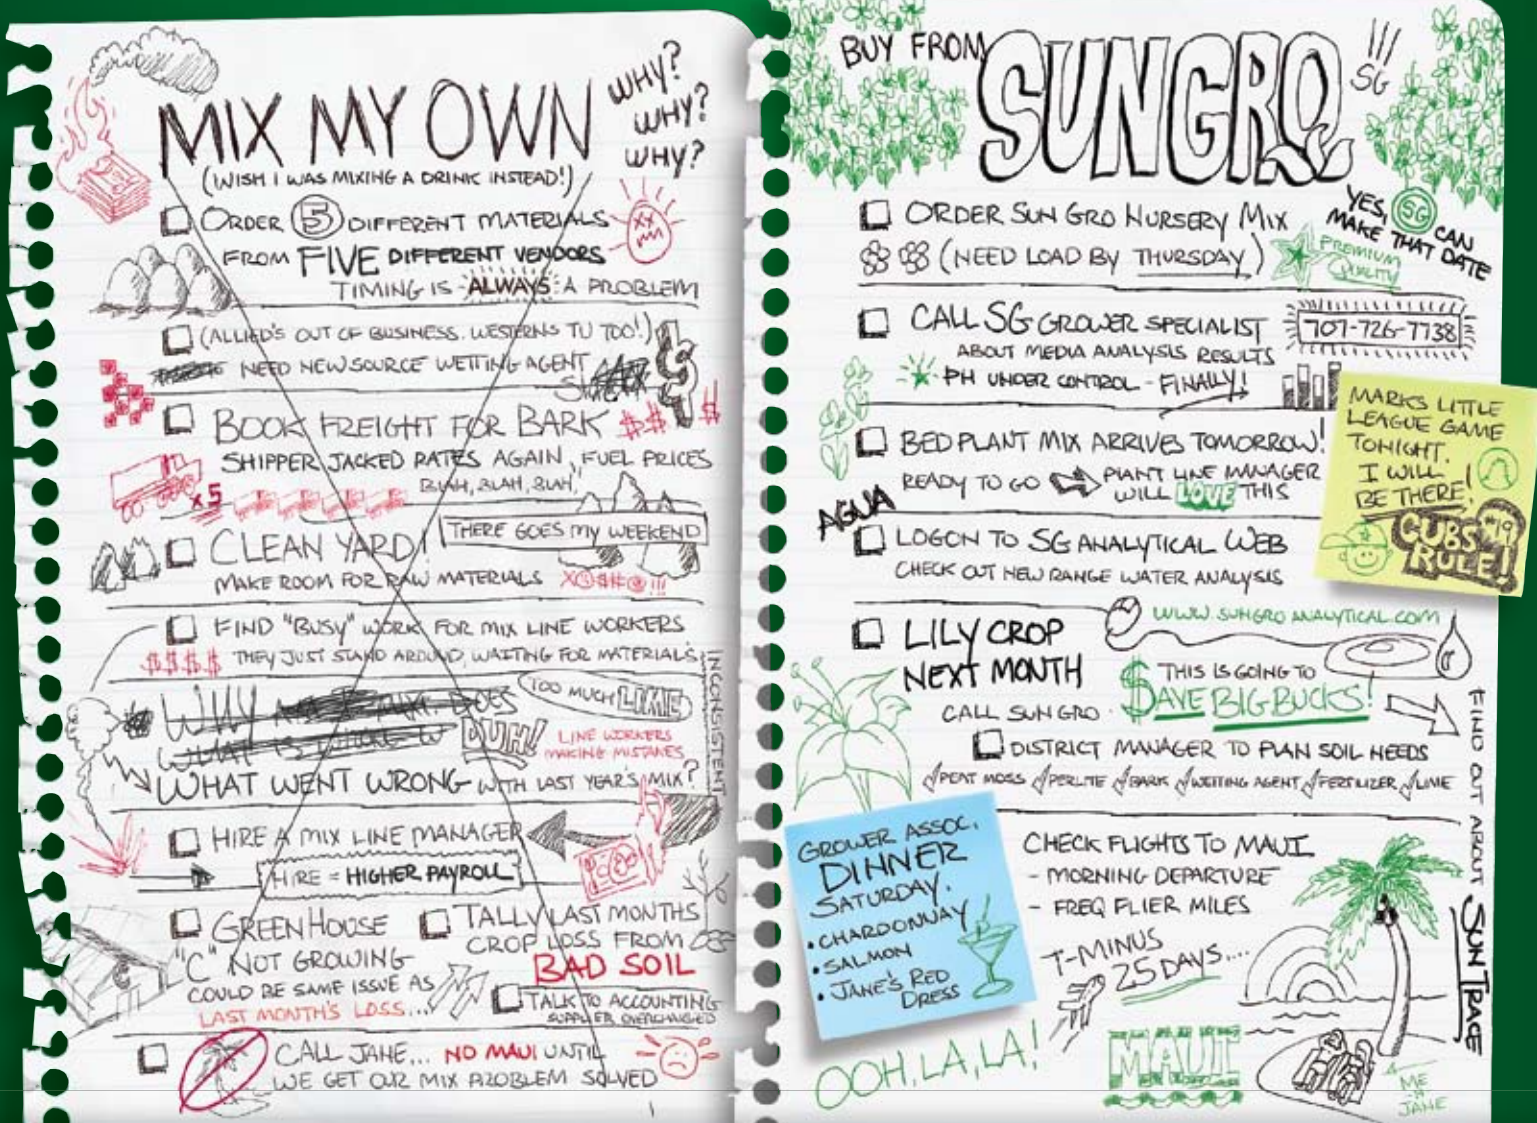 MIX MY OWN
WHY?
WHY?
WHY?
(WISH I WAS MIXING A DRINK INSTEAD!)
ORDER 5 DIFFERENT MATERIALS
FROM FIVE DIFFERENT VENDORS
TIMING IS ALWAYS A PROBLEM
(ALLIED'S OUT OF BUSINESS. WESTERNS TU TOO!)
NEED NEW SOURCE WETTING AGENT
BOOK FREIGHT FOR BARK $$ $
SHIPPER JACKED RATES AGAIN, FUEL PRICES
BLAH, BLAH, BLAH,
X5
THERE GOES MY WEEKEND
CLEAN YARD!
MAKE ROOM FOR RAW MATERIALS
FIND "BUSY" WORK FOR MIX LINE WORKERS
$$$$ THEY JUST STAND AROUND, WAITING FOR MATERIALS
INCONSISTENT
TOO MUCH LIME
WHY DOES
WHAT IS
DUH!
LINE WORKERS
MAKING MISTAKES
WHAT WENT WRONG WITH LAST YEAR'S MIX?
HIRE A MIX LINE MANAGER
HIRE = HIGHER PAYROLL
GREENHOUSE
"C" NOT GROWING
COULD BE SAME ISSUE AS
LAST MONTH'S LOSS...
C
TALLY LAST MONTHS
CROP LOSS FROM
BAD SOIL
TALK TO ACCOUNTING
SUPPLIER OVERCHARGED
CALL JANE... NO MAUI UNTIL
WE GET OUR MIX PROBLEM SOLVED
BUY FROM SUNGRO
!!!
SG
ORDER SUN GRO NURSERY MIX
(NEED LOAD BY THURSDAY)
YES, SG CAN
MAKE THAT DATE
PREMIUM
QUALITY
CALL SG GROWER SPECIALIST
707-726-7738
ABOUT MEDIA ANALYSIS RESULTS
PH UNDER CONTROL - FINALLY!
BED PLANT MIX ARRIVES TOMORROW!
READY TO GO PLANT LINE MANAGER
WILL LOVE THIS
MARKS LITTLE
LEAGUE GAME
TONIGHT.
I WILL
BE THERE!
CUBS #19
RULE!
AGUA
LOGON TO SG ANALYTICAL WEB
CHECK OUT NEW RANGE WATER ANALYSIS
WWW.SUNGROANALYTICAL.COM
LILY CROP
NEXT MONTH
THIS IS GOING TO
$AVE BIG BUCKS!
CALL SUN GRO
DISTRICT MANAGER TO PLAN SOIL NEEDS
PEAT MOSS PERLITE BARK WETTING AGENT FERTILIZER LIME
FIND OUT ABOUT SUNTRACE
GROWER ASSOC.
DINNER
SATURDAY.
• CHARDONNAY
• SALMON
• JANE'S RED
DRESS
OOH, LA, LA!
CHECK FLIGHTS TO MAUI
- MORNING DEPARTURE
- FREQ FLIER MILES
T-MINUS
25 DAYS....
MAUI
ME
-N-
JANE